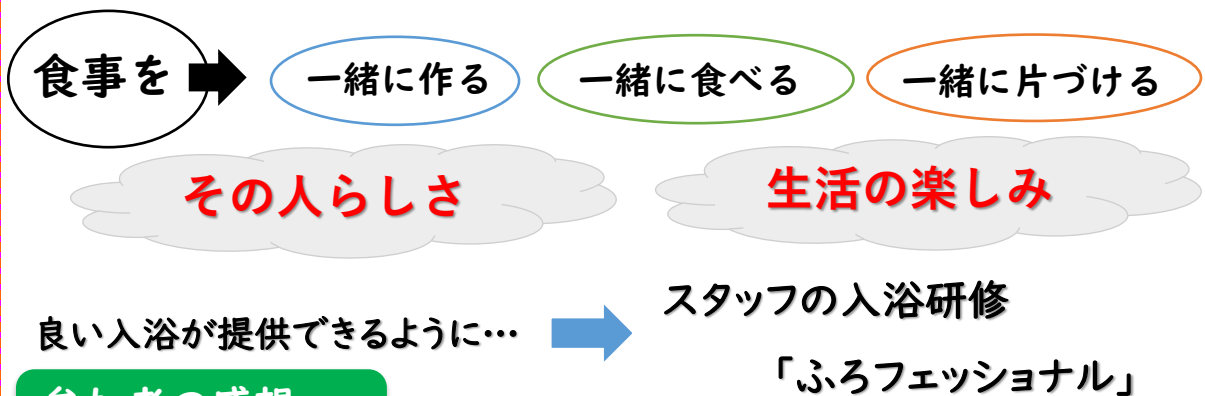 食事を 一緒に作る 一緒に食べる 一緒に片づける
その人らしさ 生活の楽しみ
スタッフの入浴研修
良い入浴が提供できるように…
「ふろフェッショナル」